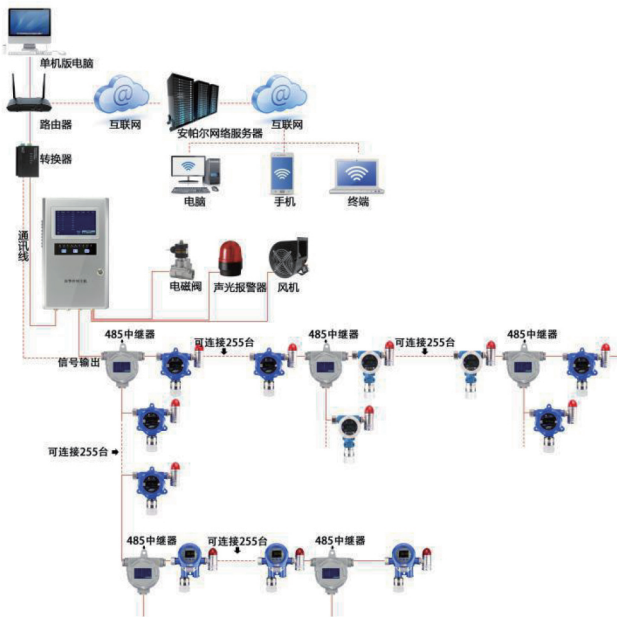 单机版电脑
路由器
互联网
安帕尔网络服务器
互联网
转换器
电脑
手机
终端
通讯线
电磁阀
声光报警器
风机
信号输出
485中继器
可连接255台
485中继器
可连接255台
485中继器
可连接255台
485中继器
可连接255台
485中继器